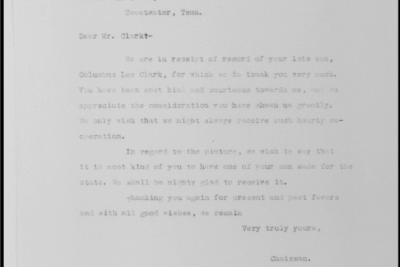 Sweetwater, Tenn.
Dear Mr. Clark:-
We are in receipt of record of your late son,
Columbus Lee Clark, for which we to thank you very much.
You have been most kind and courteous towards us, and we
appreciate the consideration you have shown us greatly.
We only wish that we might always receive such hearty co-
operation.
In regard to the picture, we wish to say that
it is most kind of you to have one of your son made for the
state. We shall be mighty glad to receive it.
Thanking you again for present and past favors
and with all good wishes, we remain
Very truly yours,
Chairman.